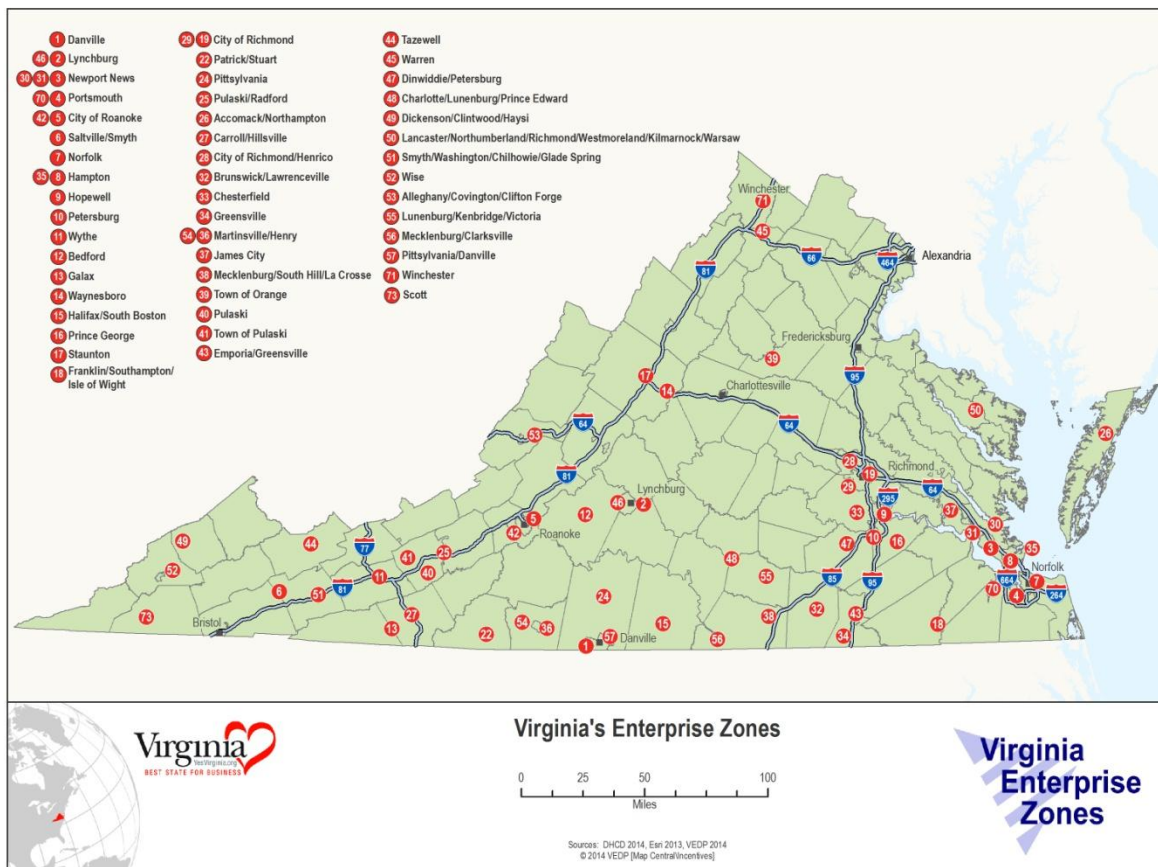 1 Danville
46 2 Lynchburg
30 31 3 Newport News
70 4 Portsmouth
42 5 City of Roanoke
6 Saltville/Smyth
7 Norfolk
35 8 Hampton
9 Hopewell
10 Petersburg
11 Wythe
12 Bedford
13 Galax
14 Waynesboro
15 Halifax/South Boston
16 Prince George
17 Staunton
18 Franklin/Southampton/
Isle of Wight
29 19 City of Richmond
22 Patrick/Stuart
24 Pittsylvania
25 Pulaski/Radford
26 Accomack/Northampton
27 Carroll/Hillsville
28 City of Richmond/Henrico
32 Brunswick/Lawrenceville
33 Chesterfield
34 Greensville
54 36 Martinsville/Henry
37 James City
38 Mecklenburg/South Hill/La Crosse
39 Town of Orange
40 Pulaski
41 Town of Pulaski
43 Emporia/Greensville
44 Tazewell
45 Warren
47 Dinwiddie/Petersburg
48 Charlotte/Lunenburg/Prince Edward
49 Dickenson/Clintwood/Haysi
50 Lancaster/Northumberland/Richmond/Westmoreland/Kilmarnock/Warsaw
51 Smyth/Washington/Chilhowie/Glade Spring
52 Wise
53 Alleghany/Covington/Clifton Forge
55 Lunenburg/Kenbridge/Victoria
56 Mecklenburg/Clarksville
57 Pittsylvania/Danville
71 Winchester
73 Scott
Winchester
71
45
66
464
Alexandria
81
Fredericksburg
39
95
17
14
Charlottesville
50
26
64
53
64
28
19
Richmond
81
29
295
64
Lynchburg
46
2
12
33
9
37
30
5
42
Roanoke
10
16
31
3
35
49
44
77
41
25
47
8
Norfolk
52
11
40
48
55
85
95
664
7
6
51
81
70
4
264
73
Bristol
27
13
24
38
32
43
22
54
36
15
18
57
Danville
1
56
34
Virginia
YesVirginia.org
BEST STATE FOR BUSINESS
Virginia's Enterprise Zones
0 25 50 100
Miles
Sources: DHCD 2014, Esri 2013, VEDP 2014
© 2014 VEDP [Map Central\Incentives]
Virginia
Enterprise
Zones